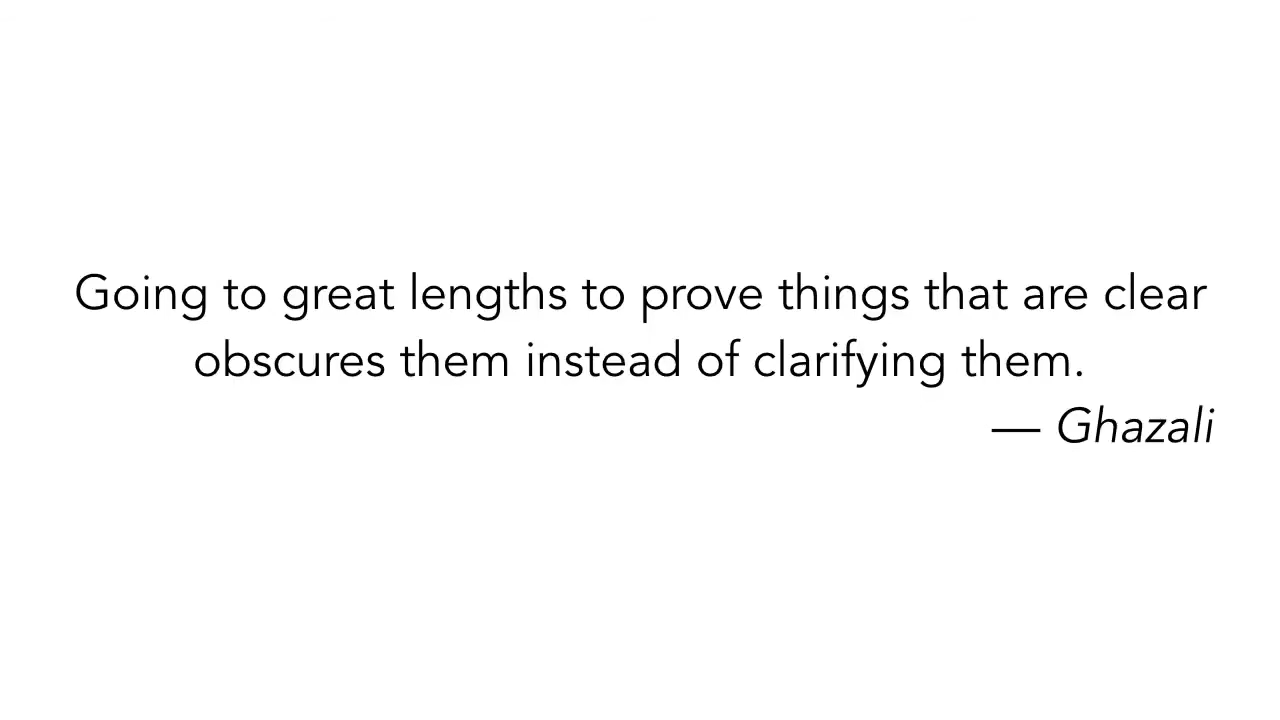 Going to great lengths to prove things that are clear
obscures them instead of clarifying them.
— Ghazali